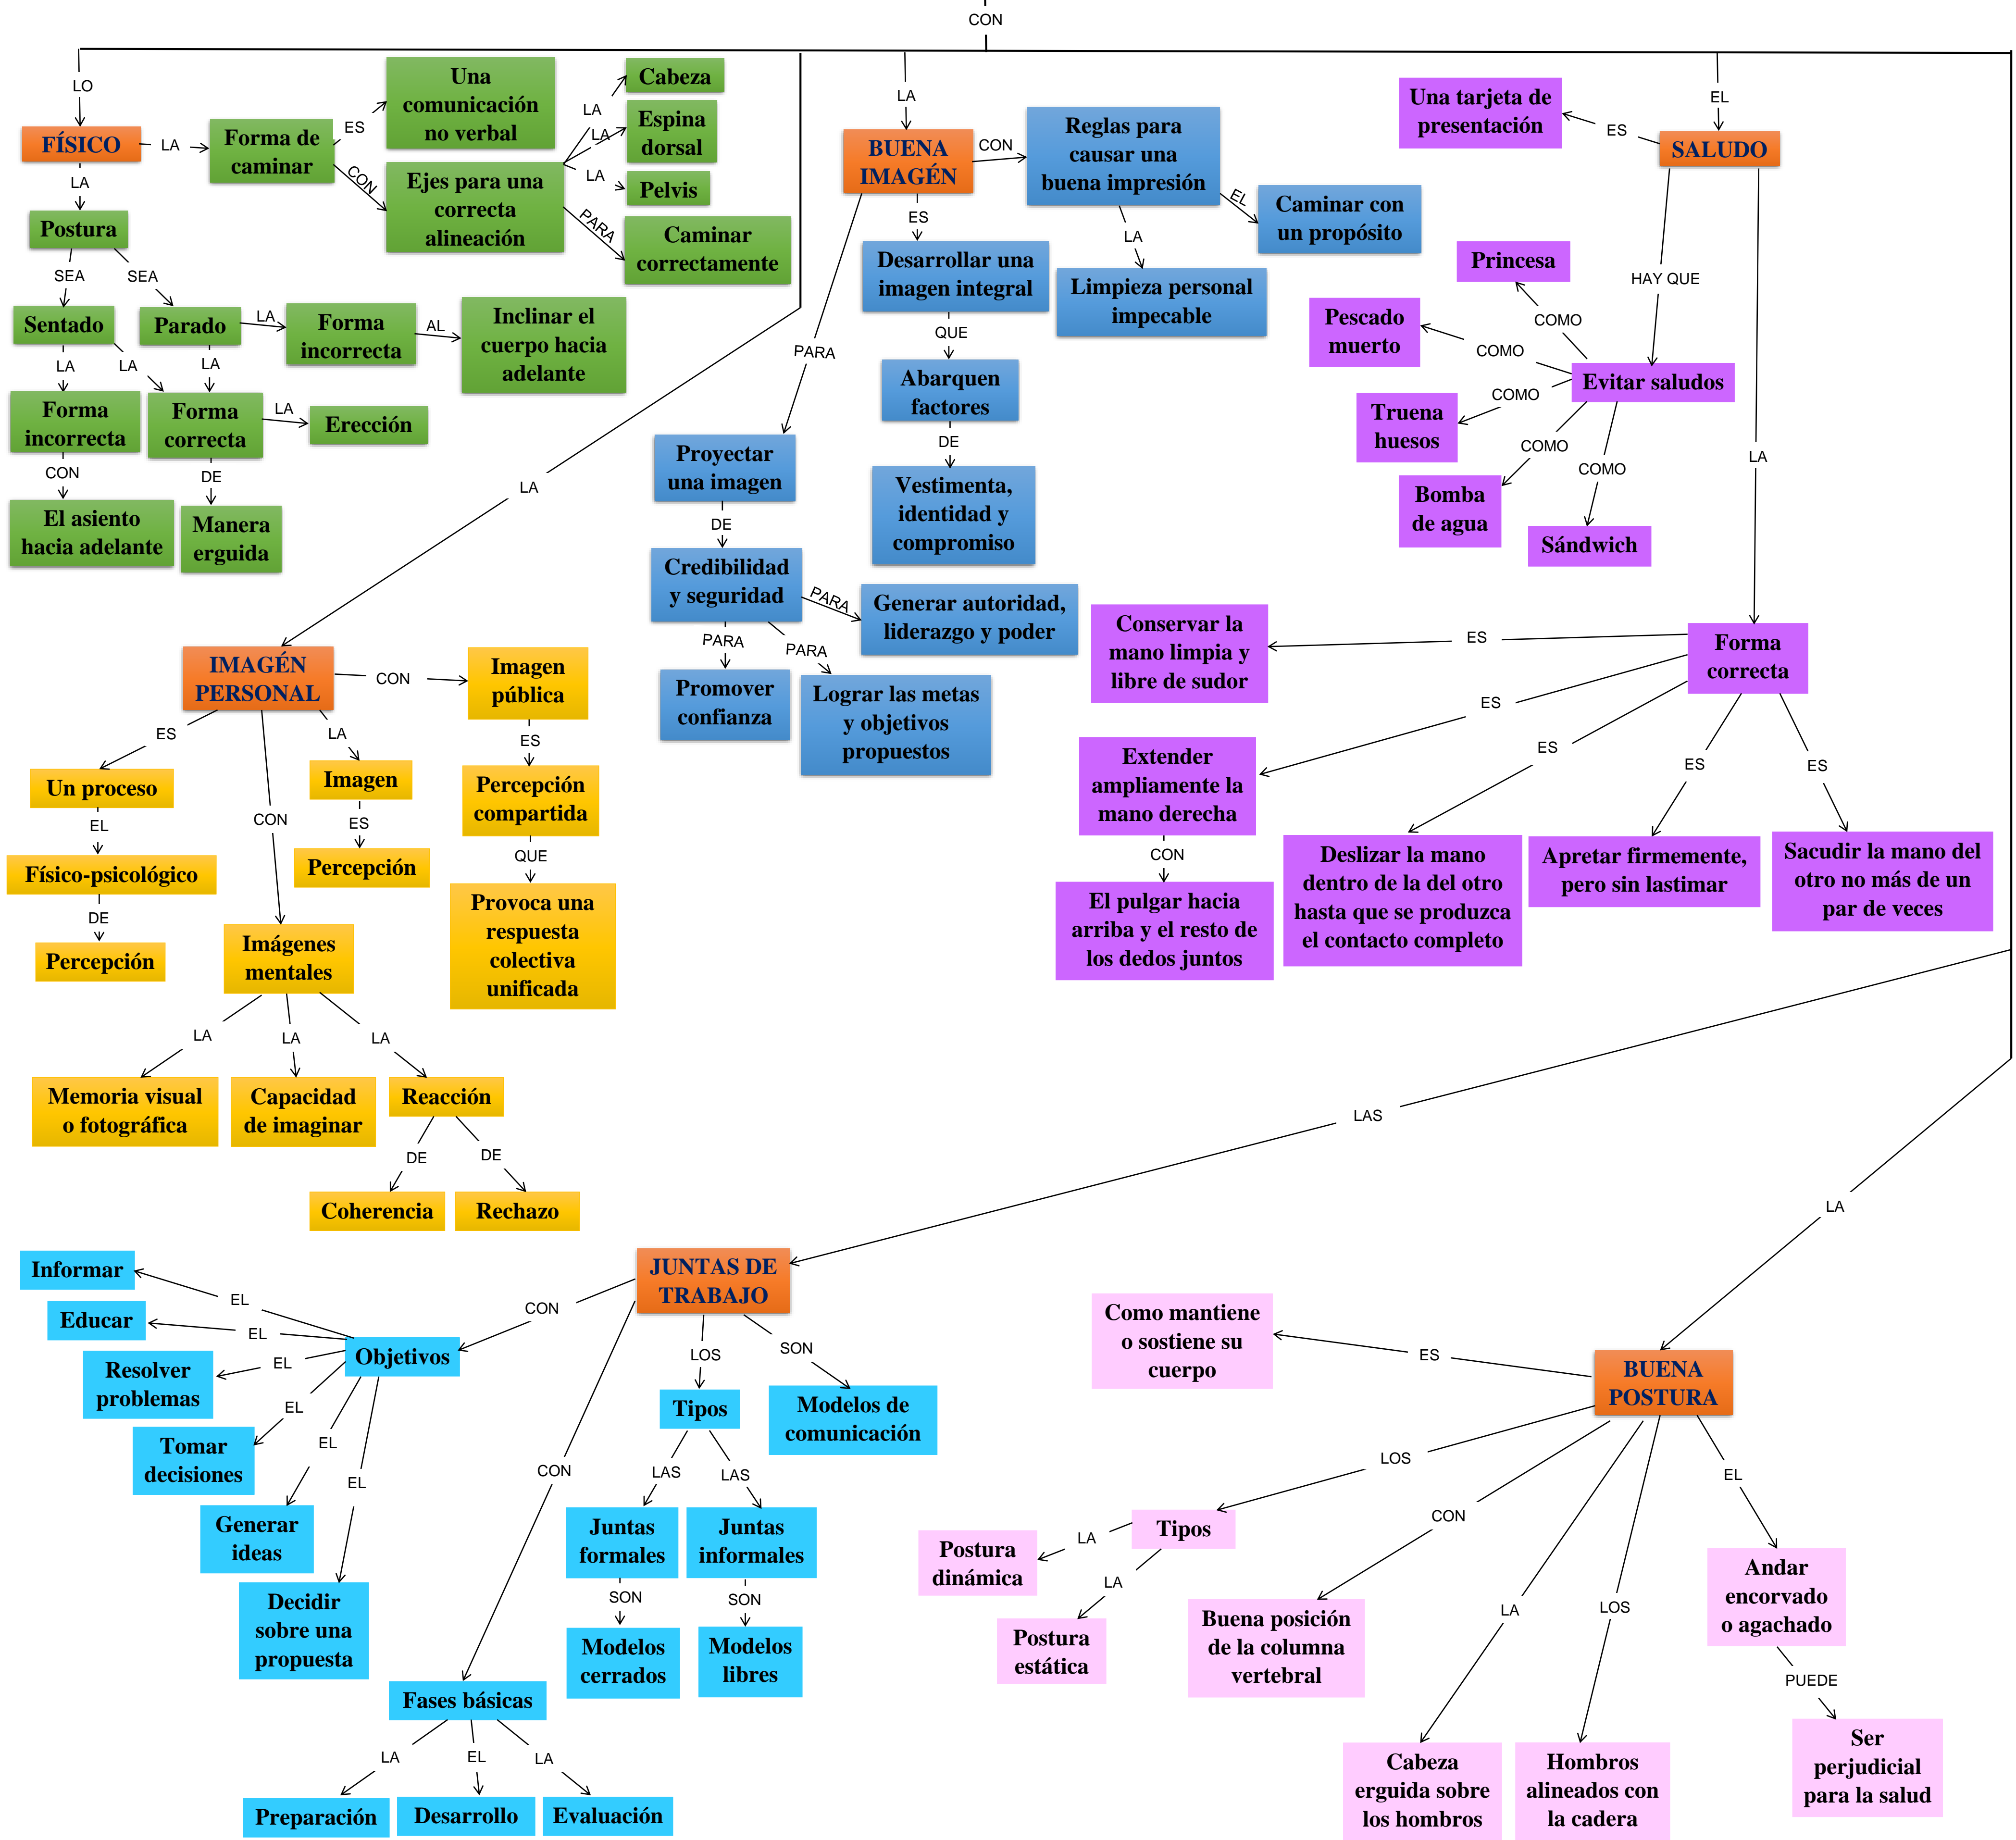 CON
LO
FÍSICO
LA
Forma de
caminar
ES
Una
comunicación
no verbal
CON
Ejes para una
correcta
alineación
LA
Cabeza
LA
Espina
dorsal
LA
Pelvis
PARA
Caminar
correctamente
LA
Postura
SEA
SEA
Sentado
Parado
LA
Forma
incorrecta
AL
Inclinar el
cuerpo hacia
adelante
LA
LA
LA
Forma
incorrecta
Forma
correcta
LA
Erección
CON
DE
El asiento
hacia adelante
Manera
erguida
LA
IMAGÉN
PERSONAL
CON
Imagen
pública
ES
Percepción
compartida
QUE
Provoca una
respuesta
colectiva
unificada
ES
Un proceso
EL
Físico-psicológico
DE
Percepción
LA
Imagen
ES
Percepción
CON
Imágenes
mentales
LA
LA
LA
Memoria visual
o fotográfica
Capacidad
de imaginar
Reacción
DE
DE
Coherencia
Rechazo
LA
BUENA
IMAGÉN
CON
Reglas para
causar una
buena impresión
EL
Caminar con
un propósito
LA
Limpieza personal
impecable
ES
Desarrollar una
imagen integral
QUE
Abarquen
factores
DE
Vestimenta,
identidad y
compromiso
PARA
Proyectar
una imagen
DE
Credibilidad
y seguridad
PARA
Generar autoridad,
liderazgo y poder
PARA
PARA
Promover
confianza
Lograr las metas
y objetivos
propuestos
EL
SALUDO
ES
Una tarjeta de
presentación
HAY QUE
Evitar saludos
COMO
Princesa
COMO
Pescado
muerto
COMO
Truena
huesos
COMO
Bomba
de agua
COMO
Sándwich
LA
Forma
correcta
ES
Conservar la
mano limpia y
libre de sudor
ES
Extender
ampliamente la
mano derecha
CON
El pulgar hacia
arriba y el resto de
los dedos juntos
ES
Deslizar la mano
dentro de la del otro
hasta que se produzca
el contacto completo
ES
Apretar firmemente,
pero sin lastimar
ES
Sacudir la mano del
otro no más de un
par de veces
LAS
JUNTAS DE
TRABAJO
CON
Objetivos
EL
Informar
EL
Educar
EL
Resolver
problemas
EL
Tomar
decisiones
EL
Generar
ideas
EL
Decidir
sobre una
propuesta
LOS
Tipos
SON
Modelos de
comunicación
LAS
LAS
Juntas
formales
Juntas
informales
SON
SON
Modelos
cerrados
Modelos
libres
CON
Fases básicas
LA
EL
LA
Preparación
Desarrollo
Evaluación
LA
BUENA
POSTURA
ES
Como mantiene
o sostiene su
cuerpo
LOS
Tipos
LA
Postura
dinámica
LA
Postura
estática
CON
Buena posición
de la columna
vertebral
LA
Cabeza
erguida sobre
los hombros
LOS
Hombros
alineados con
la cadera
EL
Andar
encorvado
o agachado
PUEDE
Ser
perjudicial
para la salud